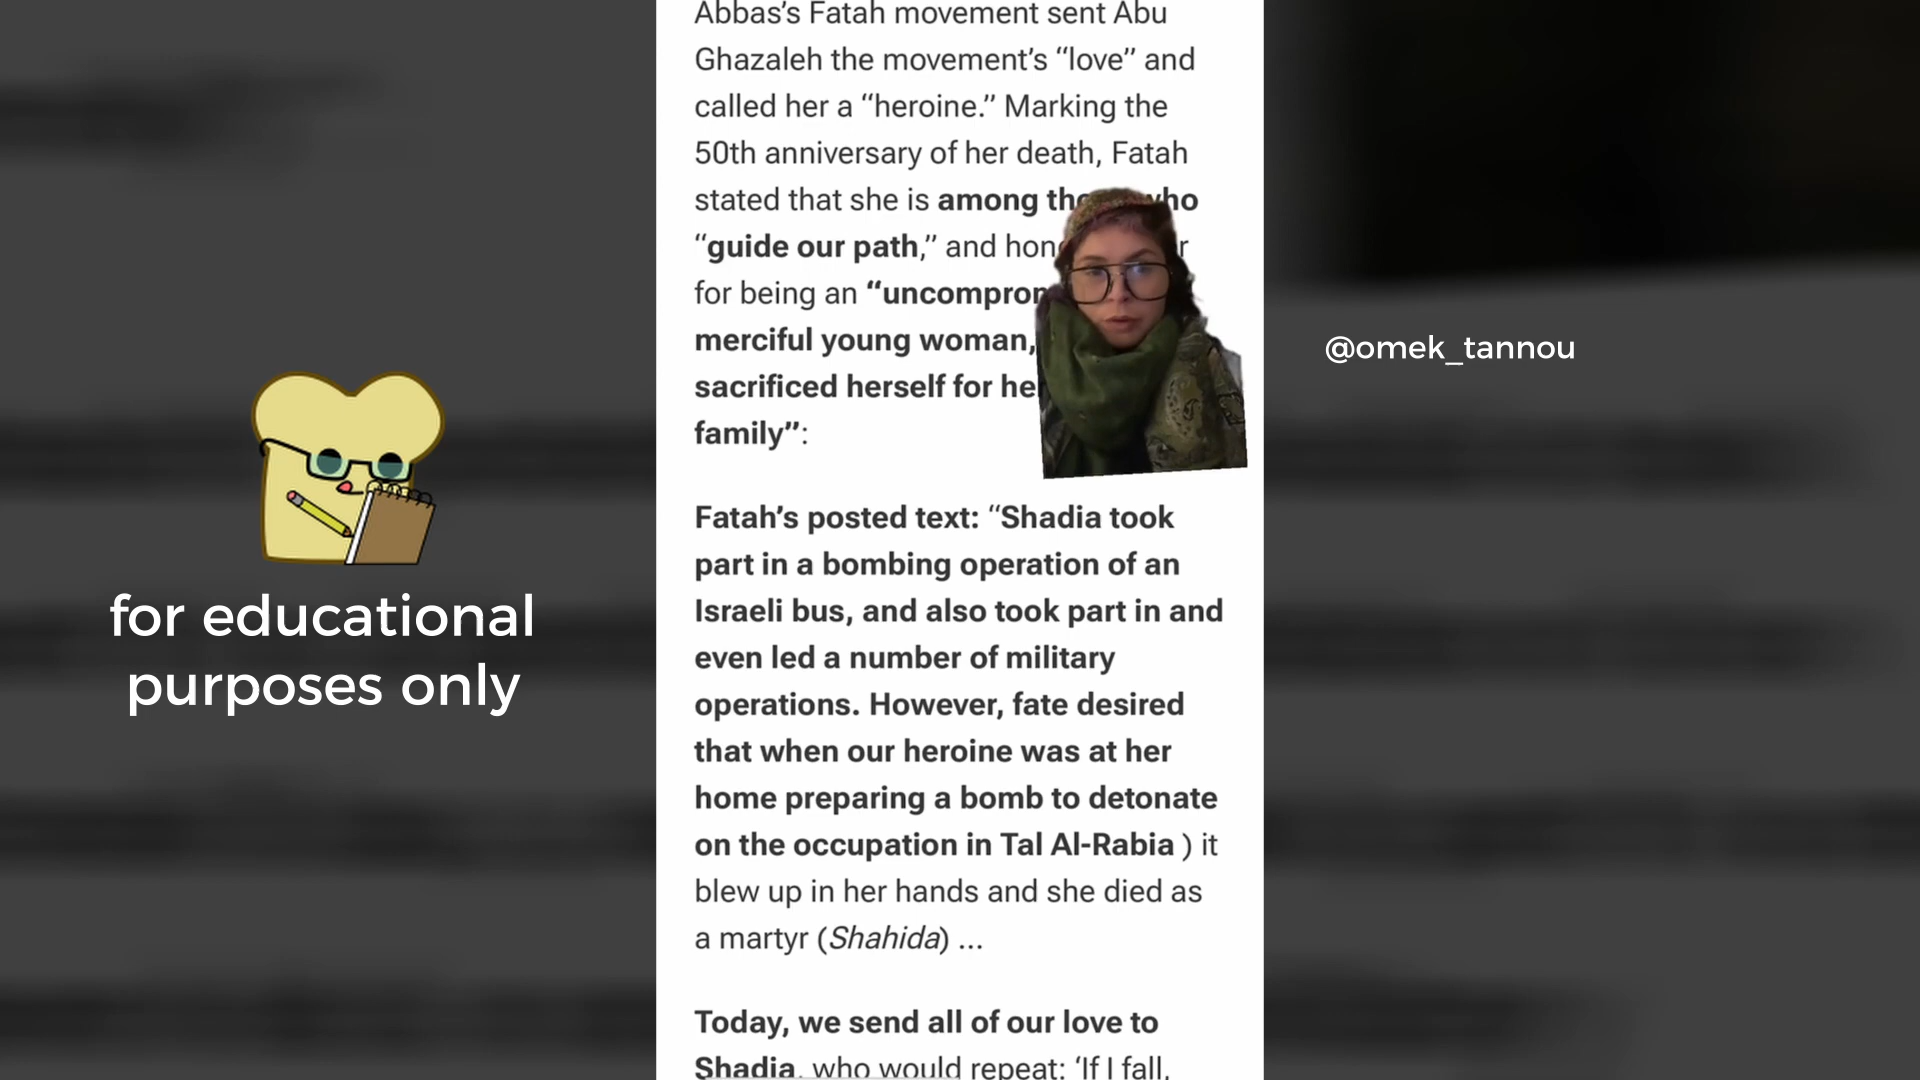 Abbas’s Fatah movement sent Abu
Ghazaleh the movement’s “love” and
called her a “heroine.” Marking the
50th anniversary of her death, Fatah
stated that she is among who
“guide our path,” and
for being an
merciful young woman,
sacrificed herself for
family”:
Fatah’s posted text: “Shadia took
part in a bombing operation of an
Israeli bus, and also took part in and
even led a number of military
operations. However, fate desired
that when our heroine was at her
home preparing a bomb to detonate
on the occupation in Tal Al-Rabia ) it
blew up in her hands and she died as
a martyr (Shahida) ...
Today, we send all of our love to
Shadia, who would repeat: ‘If I fall,
for educational
purposes only
@omek_tannou